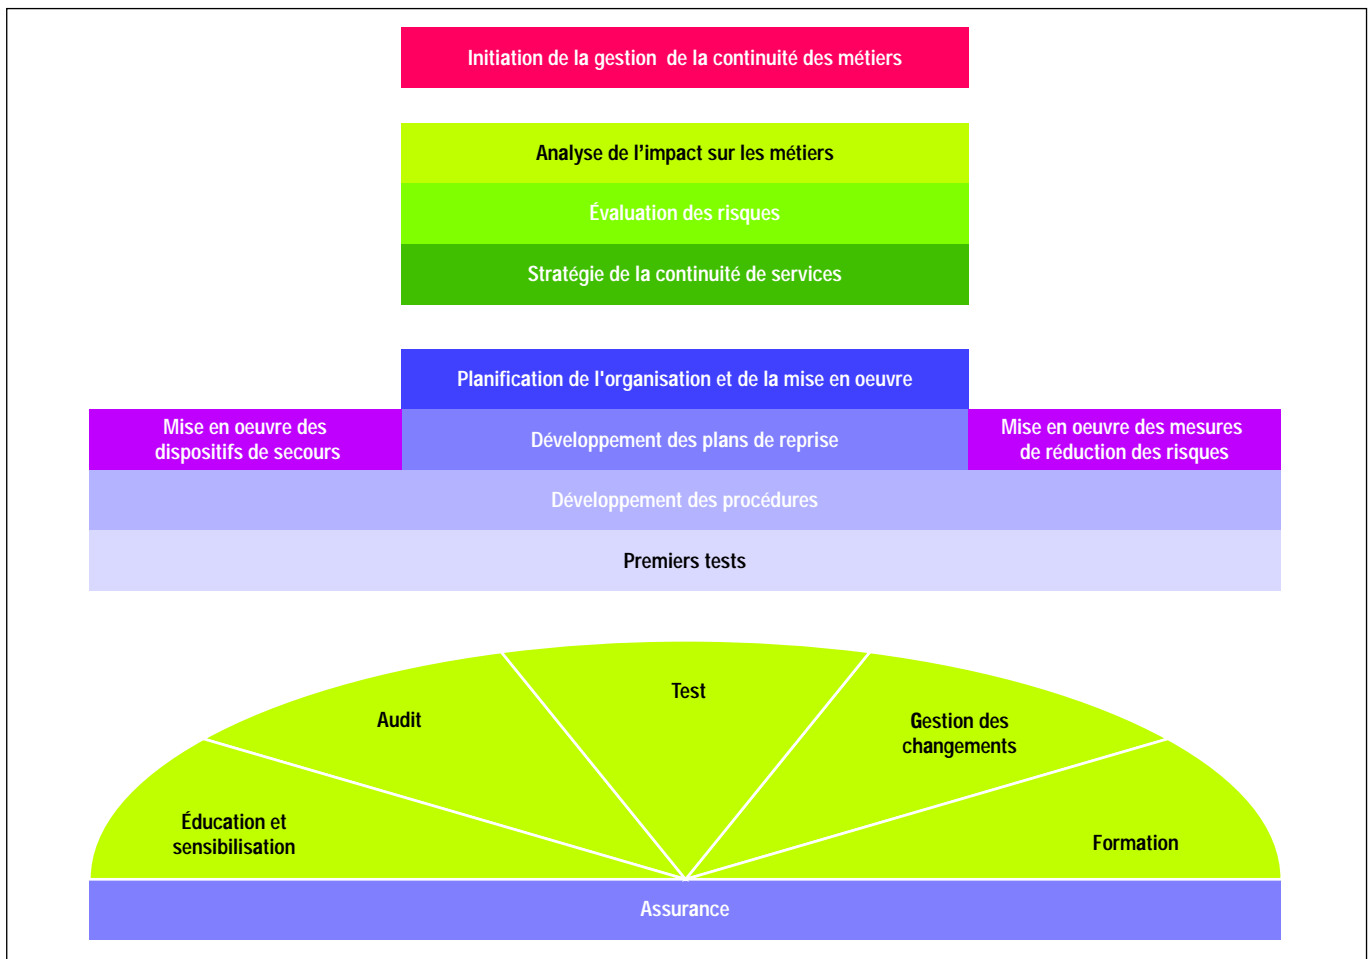 Initiation de la gestion de la continuité des métiers
Analyse de l'impact sur les métiers
Évaluation des risques
Stratégie de la continuité de services
Planification de l'organisation et de la mise en oeuvre
Mise en oeuvre des
dispositifs de secours
Développement des plans de reprise
Mise en oeuvre des mesures
de réduction des risques
Développement des procédures
Premiers tests
Test
Audit
Gestion des
changements
Éducation et
sensibilisation
Formation
Assurance